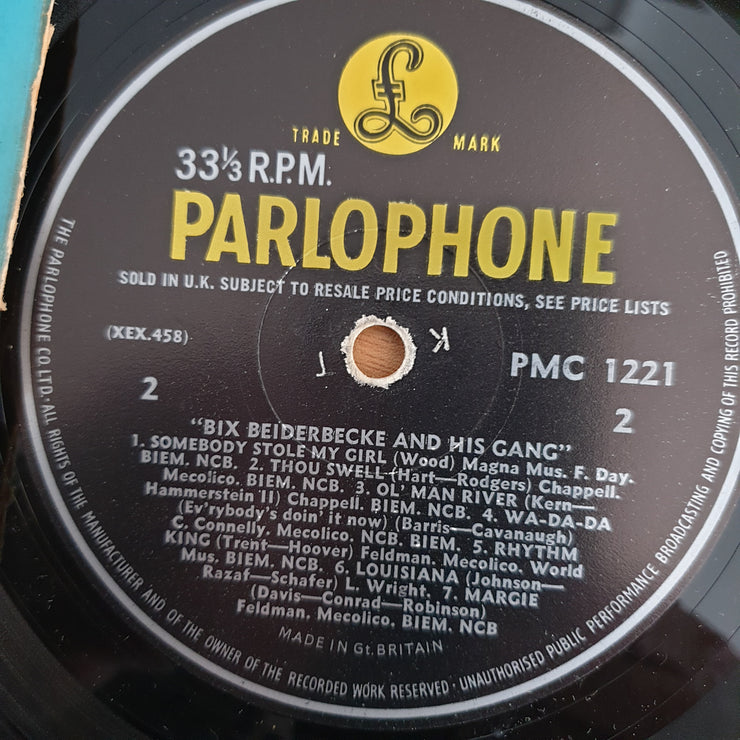 £
TRADE MARK
33⅓ R.P.M.
PARLOPHONE
SOLD IN U.K. SUBJECT TO RESALE PRICE CONDITIONS, SEE PRICE LISTS
(XEX.458)
PMC 1221
2
2
K T
"BIX BEIDERBECKE AND HIS GANG"
1. SOMEBODY STOLE MY GIRL (Wood) Magna Mus. F. Day.
BIEM. NCB. 2. THOU SWELL (Hart—Rodgers) Chappell.
Mecolico. BIEM. NCB. 3. OL' MAN RIVER (Kern—
Hammerstein II) Chappell. BIEM. NCB. 4. WA-DA-DA
(Ev'rybody's doin' it now) (Barris—Cavanaugh)
C. Connelly. Mecolico. NCB. BIEM. 5. RHYTHM
KING (Trent—Hoover) Feldman. Mecolico. World
Mus. BIEM. NCB. 6. LOUISIANA (Johnson—
Razaf—Schafer) L. Wright. 7. MARGIE
(Davis—Conrad—Robinson)
Feldman. Mecolico. BIEM. NCB
MADE IN Gt. BRITAIN
THE PARLOPHONE CO. LTD. · ALL RIGHTS OF THE MANUFACTURER AND OF THE OWNER OF THE RECORDED WORK RESERVED · UNAUTHORISED PUBLIC PERFORMANCE BROADCASTING AND COPYING OF THIS RECORD PROHIBITED